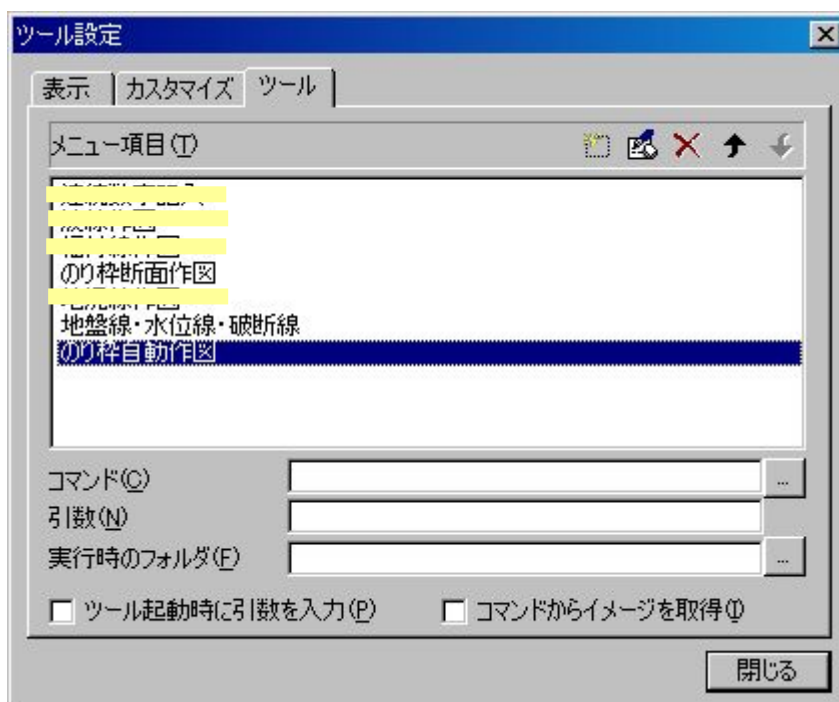 ツール設定
表示 カスタマイズ ツール
メニュー項目(T)
のり枠断面作図
地盤線・水位線・破断線
のり枠自動作図
コマンド(C)
...
引数(N)
実行時のフォルダ(F)
...
ツール起動時に引数を入力(P) コマンドからイメージを取得(I)
閉じる